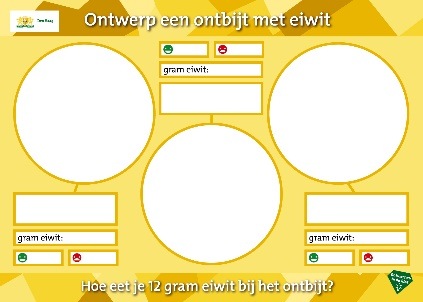 Ontwerp een ontbijt met eiwit
gram eiwit:
gram eiwit:
gram eiwit:
Hoe eet je 12 gram eiwit bij het ontbijt?